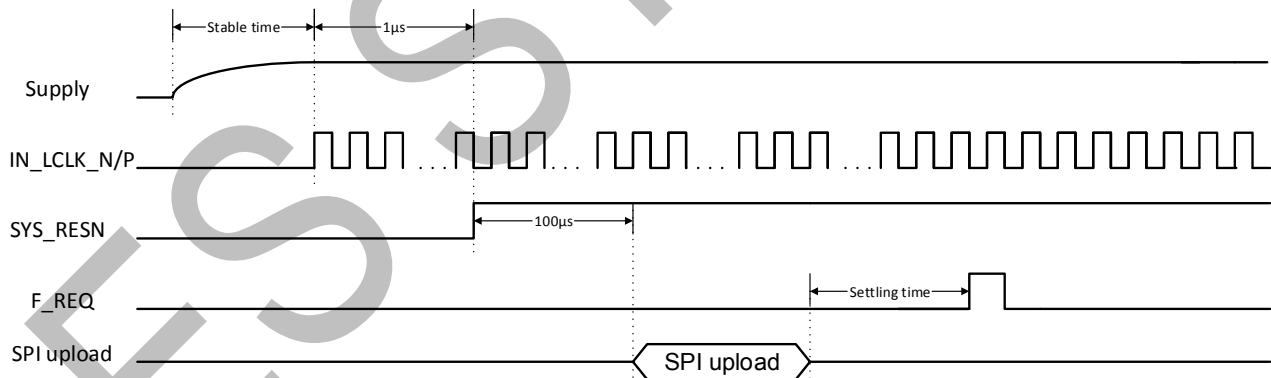 Stable time 1µs
Supply
IN_LCLK_N/P
SYS_RESN 100µs
F_REQ Settling time
SPI upload SPI upload